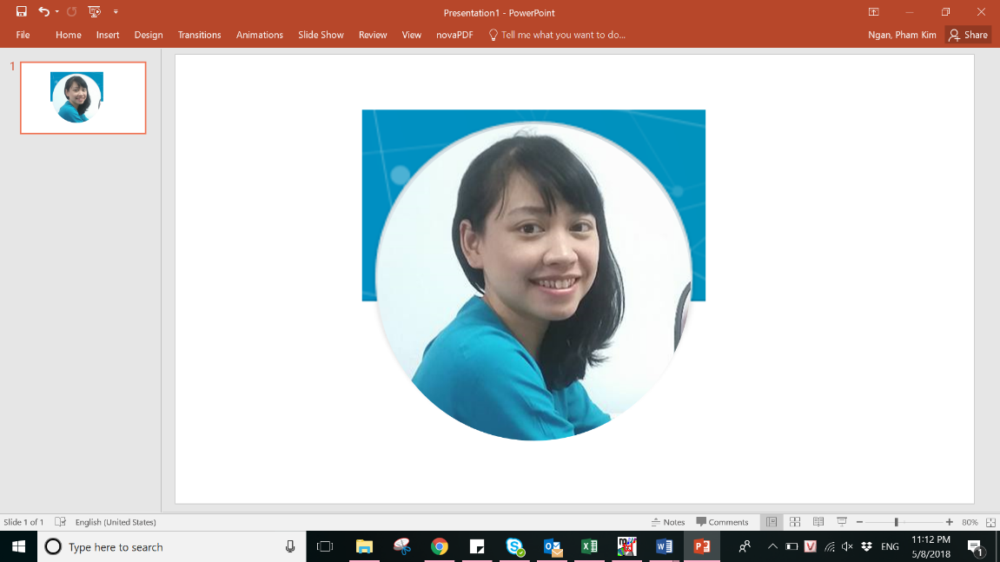 Presentation1 - PowerPoint
File Home Insert Design Transitions Animations Slide Show Review View novaPDF Tell me what you want to do... Ngan, Pham Kim Share
1
Slide 1 of 1 English (United States) Notes Comments 80%
Type here to search ENG 11:12 PM
5/8/2018 1